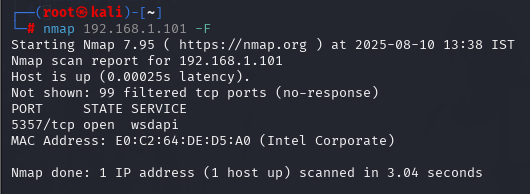 ┌──(root㉿kali)-[~]
└─# nmap 192.168.1.101 -F
Starting Nmap 7.95 ( https://nmap.org ) at 2025-08-10 13:38 IST
Nmap scan report for 192.168.1.101
Host is up (0.00025s latency).
Not shown: 99 filtered tcp ports (no-response)
PORT     STATE SERVICE
5357/tcp open  wsdapi
MAC Address: E0:C2:64:DE:D5:A0 (Intel Corporate)
Nmap done: 1 IP address (1 host up) scanned in 3.04 seconds